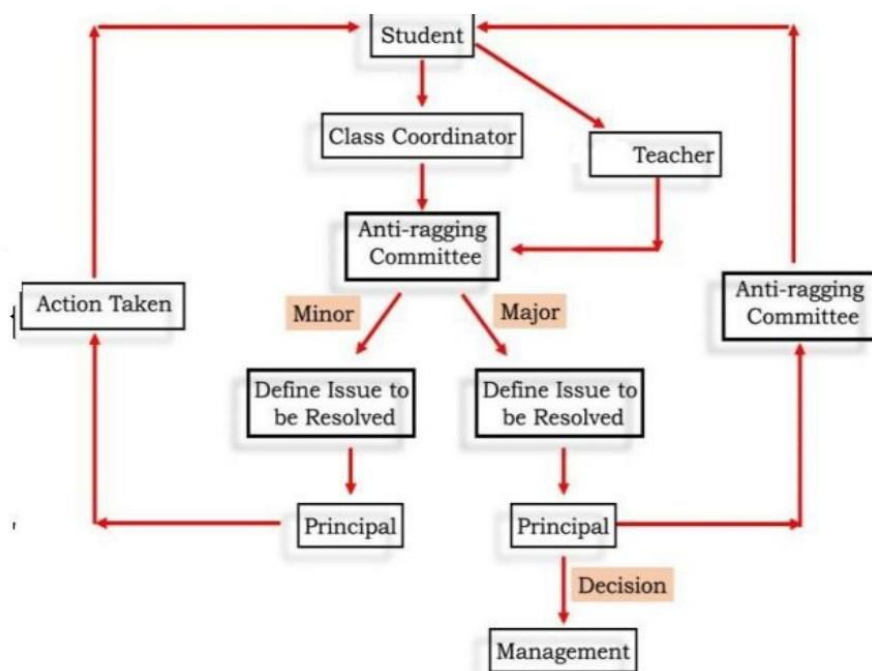 Student
Class Coordinator
Teacher
Anti-ragging
Committee
Action Taken
Anti-ragging
Committee
Minor
Major
Define Issue to
be Resolved
Define Issue to
be Resolved
Principal
Principal
Decision
Management